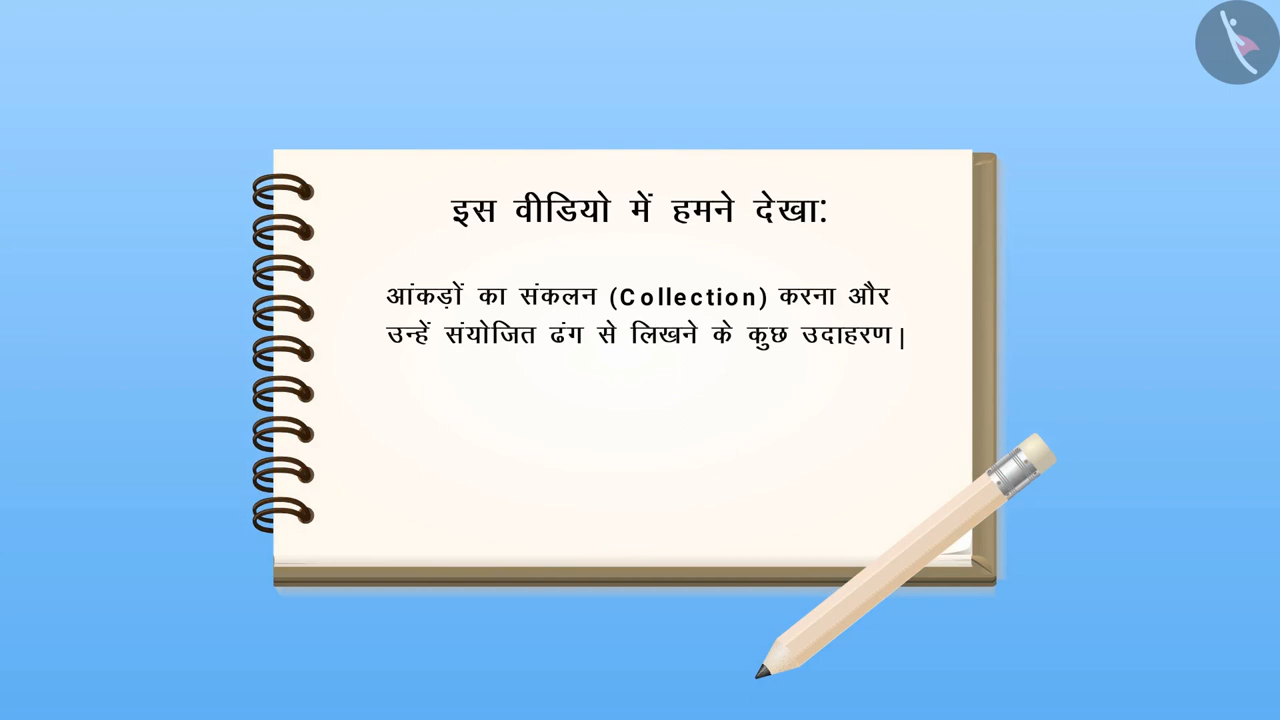 इस वीडियो में हमने देखा:
आंकड़ों का संकलन (Collection) करना और
उन्हें संयोजित ढंग से लिखने के कुछ उदाहरण|